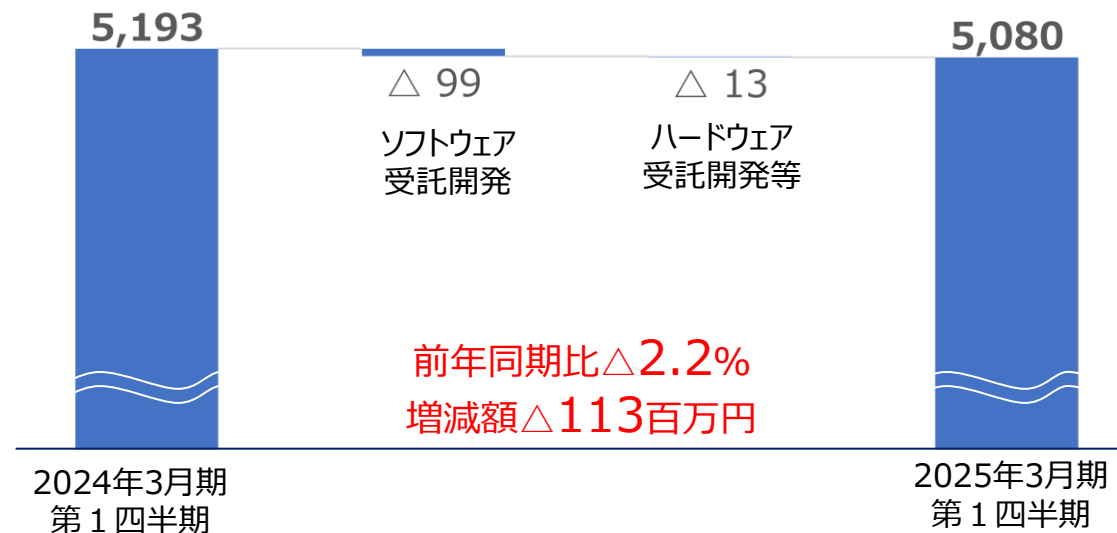 5,193
5,080
△ 99
△ 13
ソフトウェア
受託開発
ハードウェア
受託開発等
前年同期比△2.2%
増減額△113百万円
2024年3月期
第１四半期
2025年3月期
第１四半期